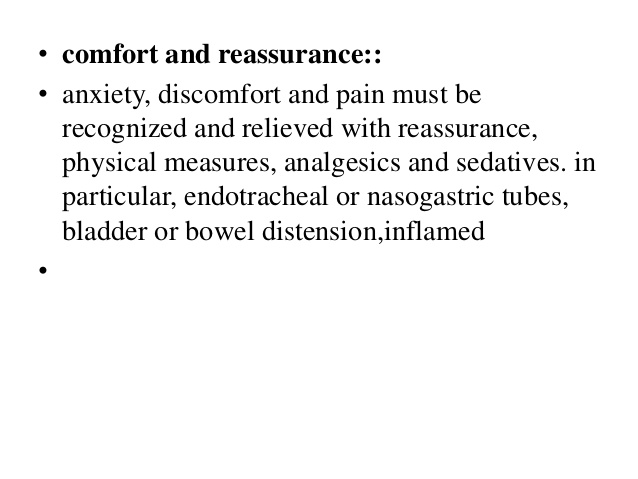 • comfort and reassurance::
• anxiety, discomfort and pain must be
recognized and relieved with reassurance,
physical measures, analgesics and sedatives. in
particular, endotracheal or nasogastric tubes,
bladder or bowel distension,inflamed
•